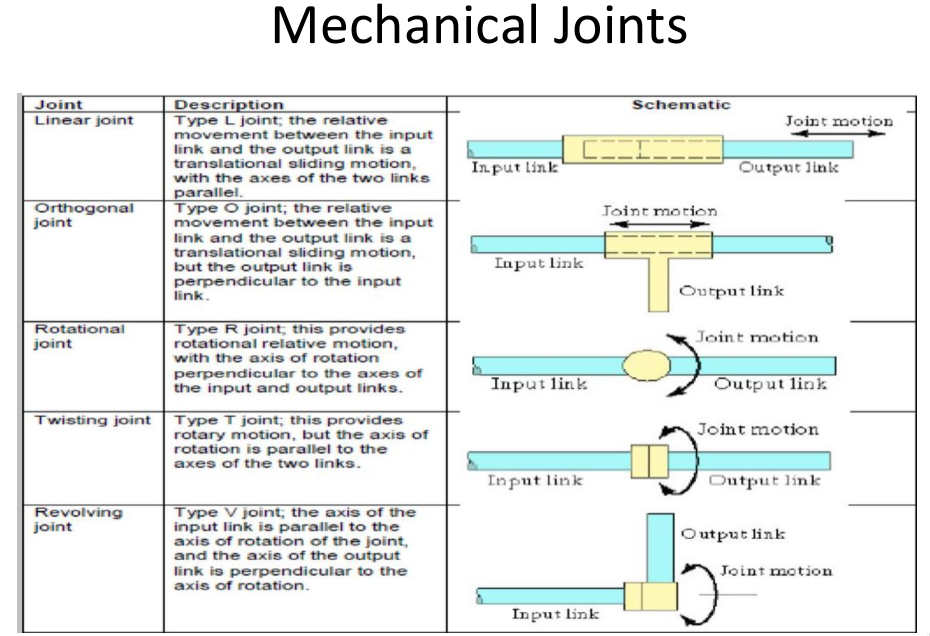 Mechanical Joints
Joint
Description
Schematic
Linear joint
Type L joint; the relative
movement between the input
link and the output link is a
translational sliding motion,
with the axes of the two links
parallel.
Joint motion
Input link
Output link
Orthogonal
joint
Type O joint; the relative
movement between the input
link and the output link is a
translational sliding motion,
but the output link is
perpendicular to the input
link.
Joint motion
Input link
Output link
Rotational
joint
Type R joint; this provides
rotational relative motion,
with the axis of rotation
perpendicular to the axes of
the input and output links.
Joint motion
Input link
Output link
Twisting joint
Type T joint; this provides
rotary motion, but the axis of
rotation is parallel to the
axes of the two links.
Joint motion
Input link
Output link
Revolving
joint
Type V joint; the axis of the
input link is parallel to the
axis of rotation of the joint,
and the axis of the output
link is perpendicular to the
axis of rotation.
Output link
Joint motion
Input link